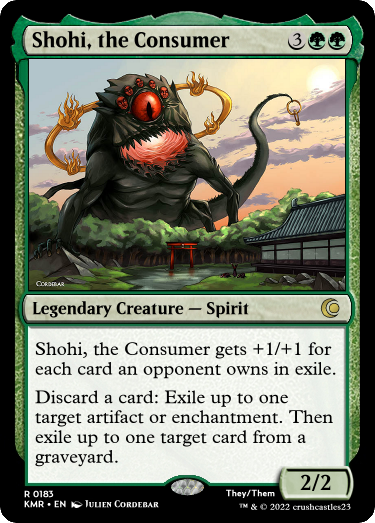 Shohi, the Consumer 3
CORDEBAR
Legendary Creature — Spirit
Shohi, the Consumer gets +1/+1 for
each card an opponent owns in exile.
Discard a card: Exile up to one
target artifact or enchantment. Then
exile up to one target card from a
graveyard.
2/2
R 0183
They/Them
KMR • EN JULIEN CORDEBAR
™ & © 2022 crushcastles23